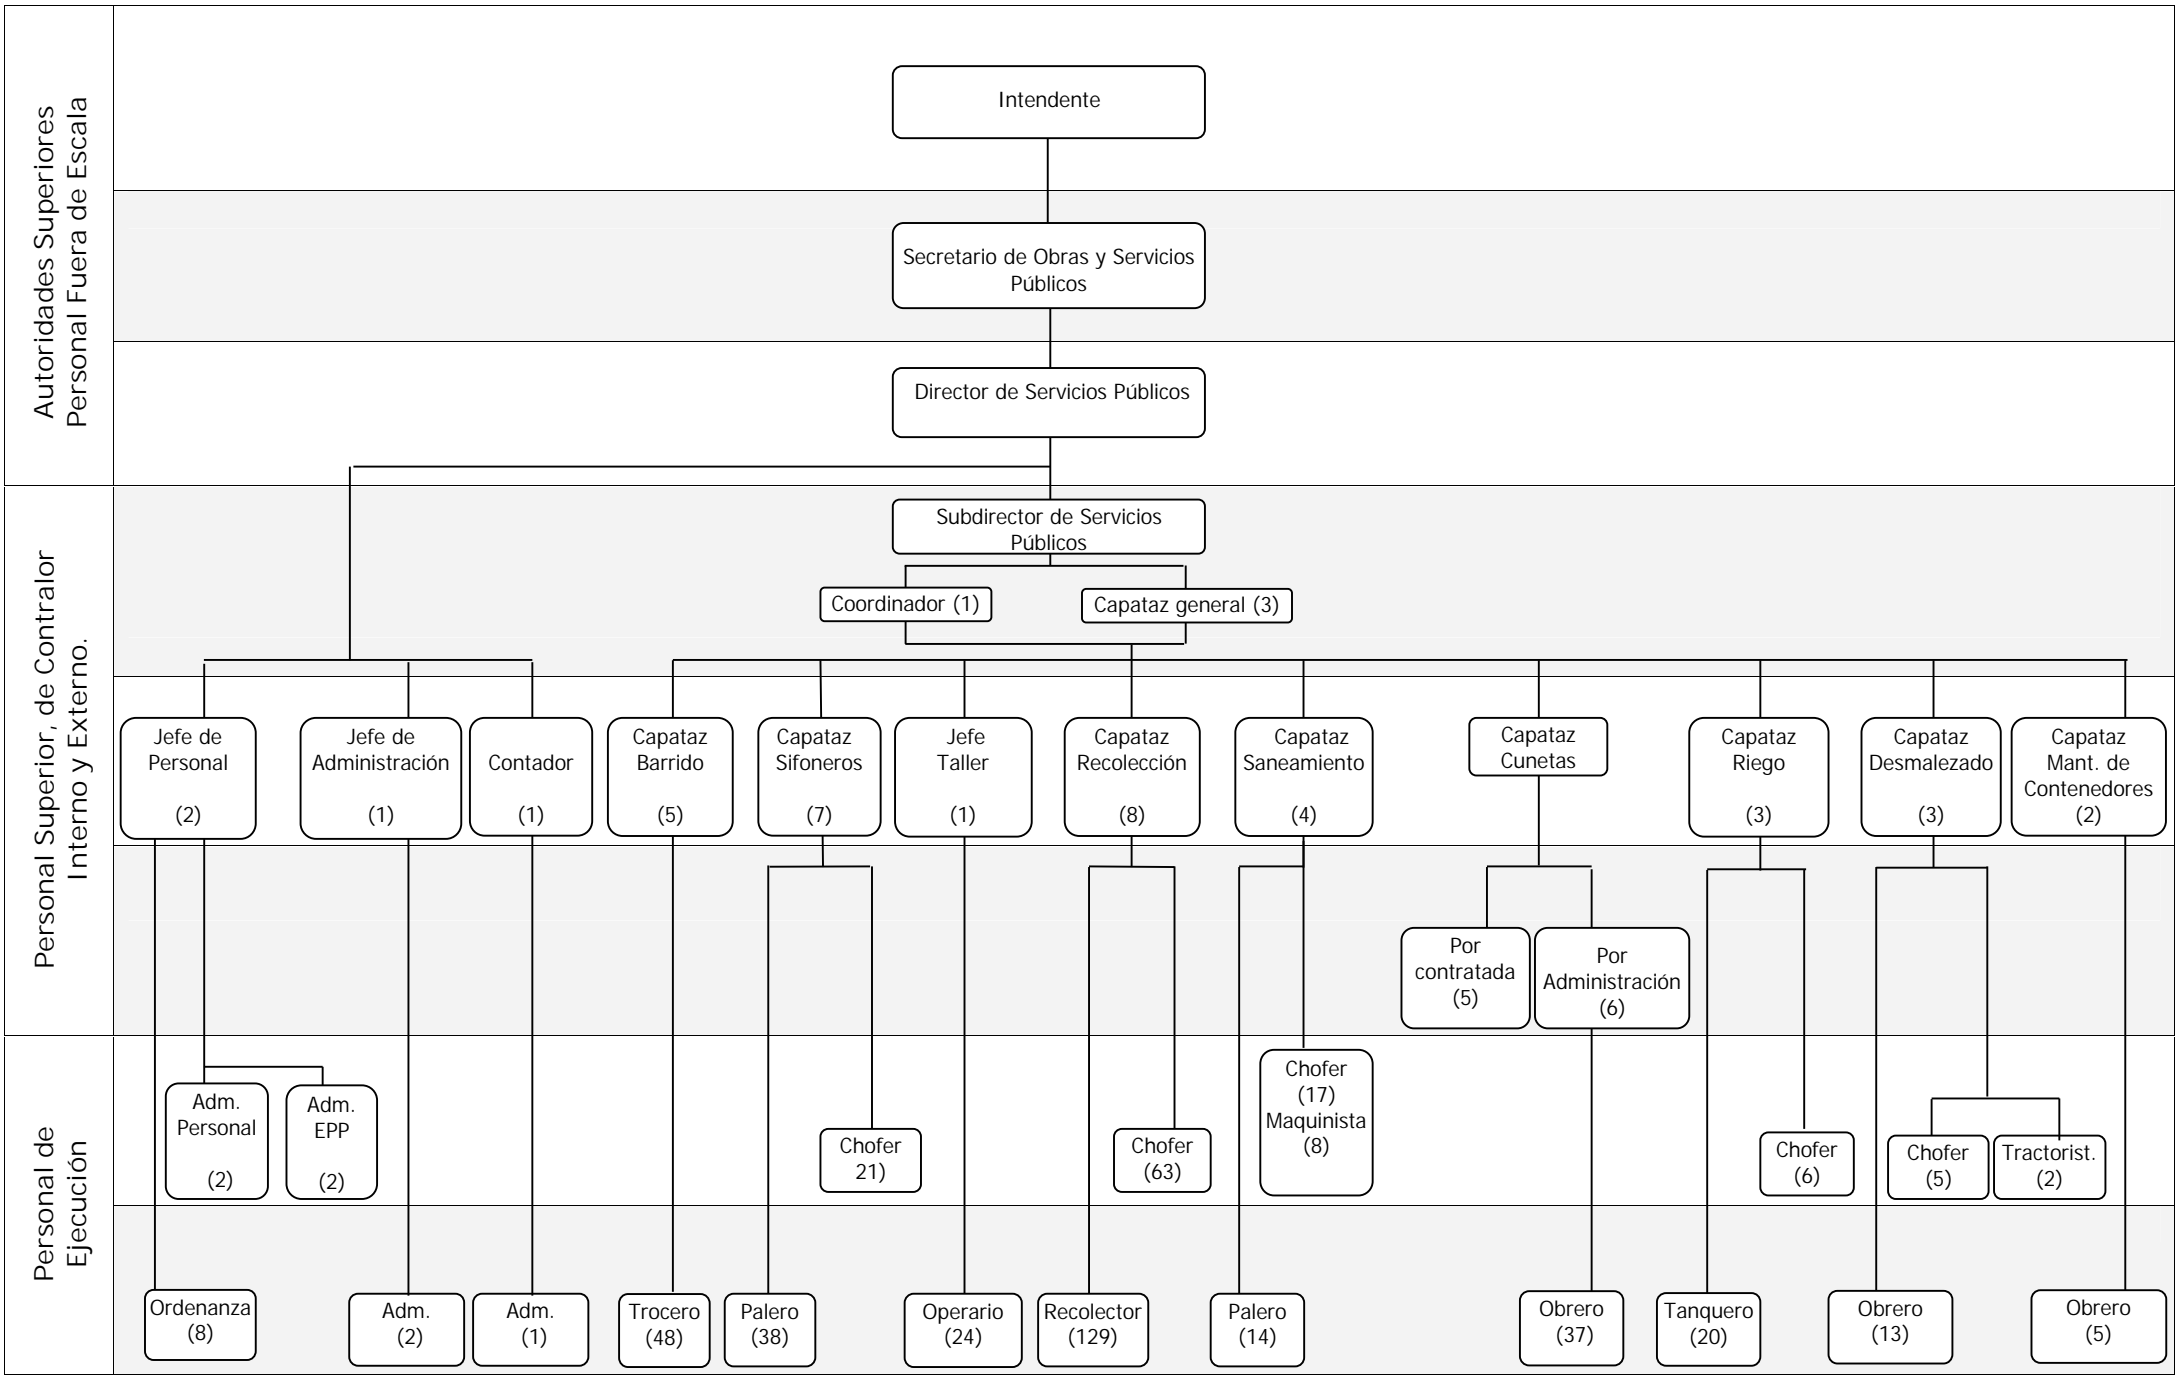 Autoridades Superiores
Personal Fuera de Escala
Intendente
Secretario de Obras y Servicios
Públicos
Director de Servicios Públicos
Personal Superior, de Contralor
Interno y Externo.
Subdirector de Servicios
Públicos
Coordinador (1)
Capataz general (3)
Jefe de
Personal
(2)
Jefe de
Administración
(1)
Contador
(1)
Capataz
Barrido
(5)
Capataz
Sifoneros
(7)
Jefe
Taller
(1)
Capataz
Recolección
(8)
Capataz
Saneamiento
(4)
Capataz
Cunetas
Capataz
Riego
(3)
Capataz
Desmalezado
(3)
Capataz
Mant. de
Contenedores
(2)
Por
contratada
(5)
Por
Administración
(6)
Personal de
Ejecución
Adm.
Personal
(2)
Adm.
EPP
(2)
Chofer
21)
Chofer
(63)
Chofer
(17)
Maquinista
(8)
Chofer
(6)
Chofer
(5)
Tractorist.
(2)
Ordenanza
(8)
Adm.
(2)
Adm.
(1)
Trocero
(48)
Palero
(38)
Operario
(24)
Recolector
(129)
Palero
(14)
Obrero
(37)
Tanquero
(20)
Obrero
(13)
Obrero
(5)